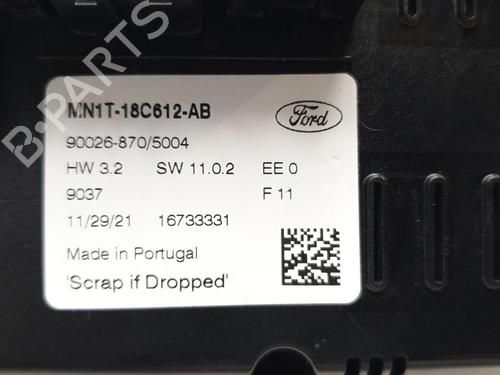 MN1T-18C612-AB
Ford
90026-870/5004
HW 3.2 SW 11.0.2 EE 0
9037 F 11
11/29/21 16733331
Made in Portugal
'Scrap if Dropped'
B-PARTS